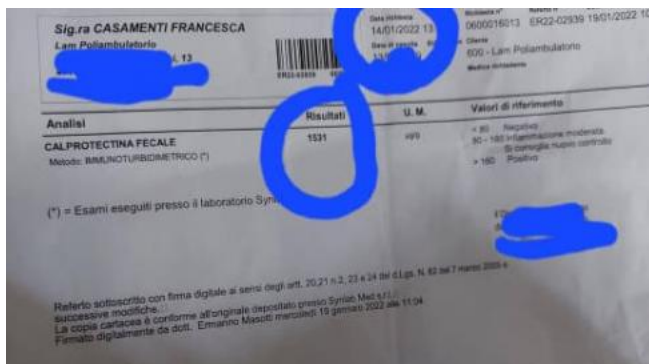 Sig.ra CASAMENTI FRANCESCA
Lam Poliambulatorio
13
Data richiesta
14/01/2022 13
0600016013 ER22-02939 19/01/2022 10
Cliente
600 - Lam Poliambulatorio
Medico richiedente
Analisi Risultati U. M. Valori di riferimento
CALPROTECTINA FECALE 1531 < 80 Negativo
Metodo: IMMUNOTURBIDIMETRICO (*) 80 - 160 Infiammazione moderata
Si consiglia nuovo controllo
> 160 Positivo
(*) = Esami eseguiti presso il laboratorio
Referto sottoscritto con firma digitale ai sensi degli artt. 20,21 n.2, 23 e 24 del d.Lgs. N. 82 del 7 marzo 2005 e
successive modifiche.
La copia cartacea è conforme all'originale depositato presso Synlab Med s.r.l.
Firmato digitalmente da dott. Ermanno Masotti mercoledì 19 gennaio 2022 alle 11:04